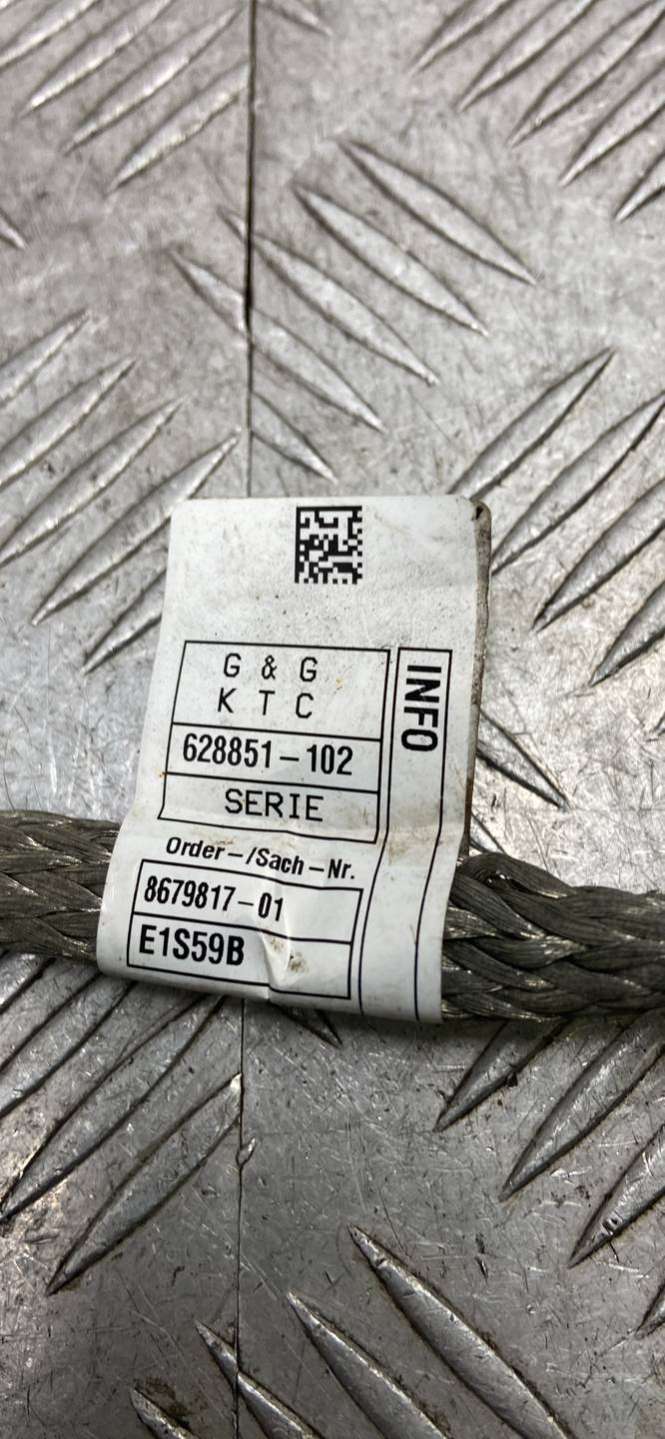 G & G
K T C
628851-102
SERIE
INFO
Order-/Sach-Nr.
8679817-01
E1S59B